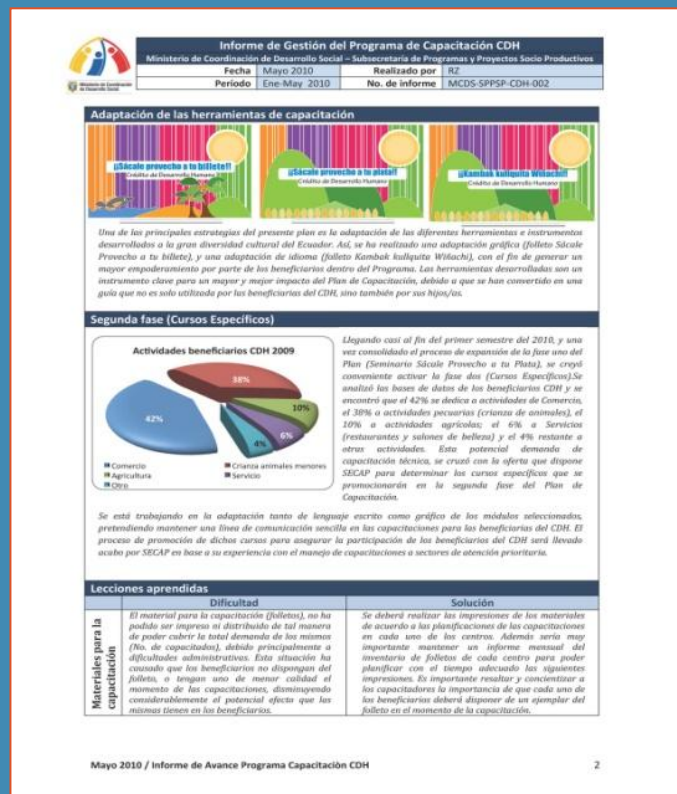 Informe de Gestión del Programa de Capacitación CDH
Ministerio de Coordinación de Desarrollo Social – Subsecretaría de Programas y Proyectos Socio Productivos
Fecha Mayo 2010 Realizado por RZ
Período Ene-May 2010 No. de informe MCDS-SPPSP-CDH-002
Ministerio de Coordinación
de Desarrollo Social
Adaptación de las herramientas de capacitación
¡¡Sácale provecho a tu billete!!
Crédito de Desarrollo Humano
¡¡Sácale provecho a tu plata!!
Crédito de Desarrollo Humano
¡¡Kambak kullquita Wiñachi!!
Crédito de Desarrollo Humano
Una de las principales estrategias del presente plan es la adaptación de las diferentes herramientas e instrumentos
desarrollados a la gran diversidad cultural del Ecuador. Así, se ha realizado una adaptación gráfica (folleto Sácale
Provecho a tu billete), y una adaptación de idioma (folleto Kambak kullquita Wiñachi), con el fin de generar un
mayor empoderamiento por parte de los beneficiarios dentro del Programa. Las herramientas desarrolladas son un
instrumento clave para un mayor y mejor impacto del Plan de Capacitación, debido a que se han convertido en una
guía que no es solo utilizada por las beneficiarias del CDH, sino también por sus hijos/as.
Segunda fase (Cursos Específicos)
Actividades beneficiarios CDH 2009
38%
42%
10%
6%
4%
Comercio
Crianza animales menores
Agricultura
Servicio
Otro
Llegando casi al fin del primer semestre del 2010, y una
vez consolidado el proceso de expansión de la fase uno del
Plan (Seminario Sácale Provecho a tu Plata), se creyó
conveniente activar la fase dos (Cursos Específicos).Se
analizó las bases de datos de los beneficiarios CDH y se
encontró que el 42% se dedica a actividades de Comercio,
el 38% a actividades pecuarias (crianza de animales), el
10% a actividades agrícolas; el 6% a Servicios
(restaurantes y salones de belleza) y el 4% restante a
otras actividades. Esta potencial demanda de
capacitación técnica, se cruzó con la oferta que dispone
SECAP para determinar los cursos específicos que se
promocionarán en la segunda fase del Plan de
Capacitación.
Se está trabajando en la adaptación tanto de lenguaje escrito como gráfico de los módulos seleccionados,
pretendiendo mantener una línea de comunicación sencilla en las capacitaciones para las beneficiarias del CDH. El
proceso de promoción de dichos cursos para asegurar la participación de los beneficiarios del CDH será llevado
acabo por SECAP en base a su experiencia con el manejo de capacitaciones a sectores de atención prioritaria.
Lecciones aprendidas
Dificultad
Solución
Materiales para la
capacitación
El material para la capacitación (folletos), no ha
podido ser impreso ni distribuido de tal manera
de poder cubrir la total demanda de los mismos
(No. de capacitados), debido principalmente a
dificultades administrativas. Esta situación ha
causado que los beneficiarios no dispongan del
folleto, o tengan uno de menor calidad el
momento de las capacitaciones, disminuyendo
considerablemente el potencial efecto que las
mismas tienen en los beneficiarios.
Se deberá realizar las impresiones de los materiales
de acuerdo a las planificaciones de las capacitaciones
en cada uno de los centros. Además sería muy
importante mantener un informe mensual del
inventario de folletos de cada centro para poder
planificar con el tiempo adecuado las siguientes
impresiones. Es importante resaltar y concientizar a
los capacitadores la importancia de que cada uno de
los beneficiarios deberá disponer de un ejemplar del
folleto en el momento de la capacitación.
Mayo 2010 / Informe de Avance Programa Capacitación CDH 2